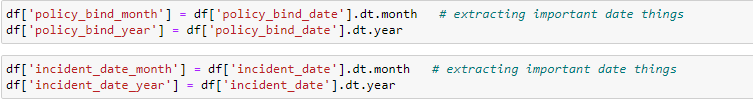 df['policy_bind_month'] = df['policy_bind_date'].dt.month   # extracting important date things
df['policy_bind_year'] = df['policy_bind_date'].dt.year
df['incident_date_month'] = df['incident_date'].dt.month   # extracting important date things
df['incident_date_year'] = df['incident_date'].dt.year